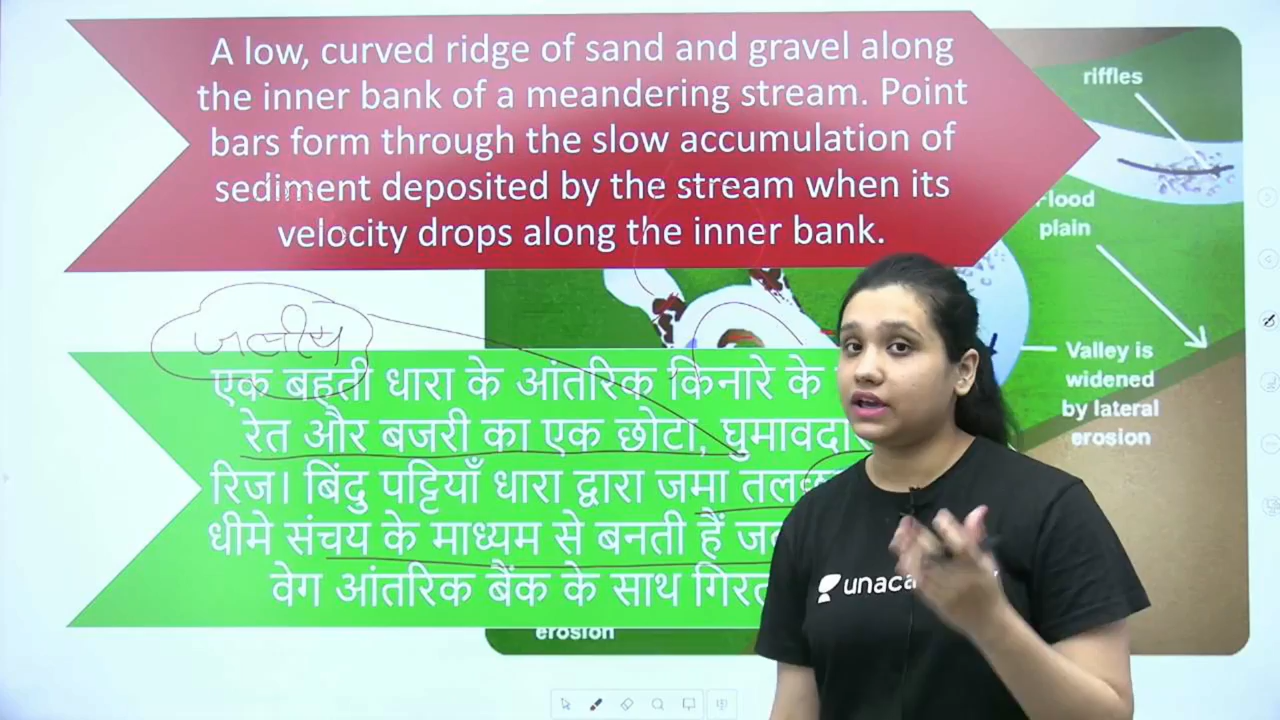 A low, curved ridge of sand and gravel along
the inner bank of a meandering stream. Point
bars form through the slow accumulation of
sediment deposited by the stream when its
velocity drops along the inner bank.
riffles
Flood
plain
Valley is
widened
by lateral
erosion
जलीय
एक बहती धारा के आंतरिक किनारे के
रेत और बजरी का एक छोटा, घुमावदार
रिज। बिंदु पट्टियाँ धारा द्वारा जमा
धीमे संचय के माध्यम से बनती हैं
वेग आंतरिक बैंक के साथ
erosion